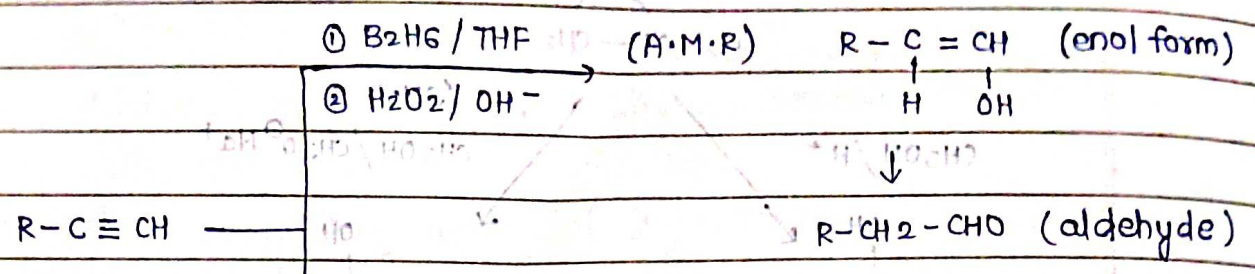 ① B2H6 / THF (A.M.R) R - C = CH (enol form)
② H2O2 / OH - H OH
↓
R - C ≡ CH R - CH2 - CHO (aldehyde)